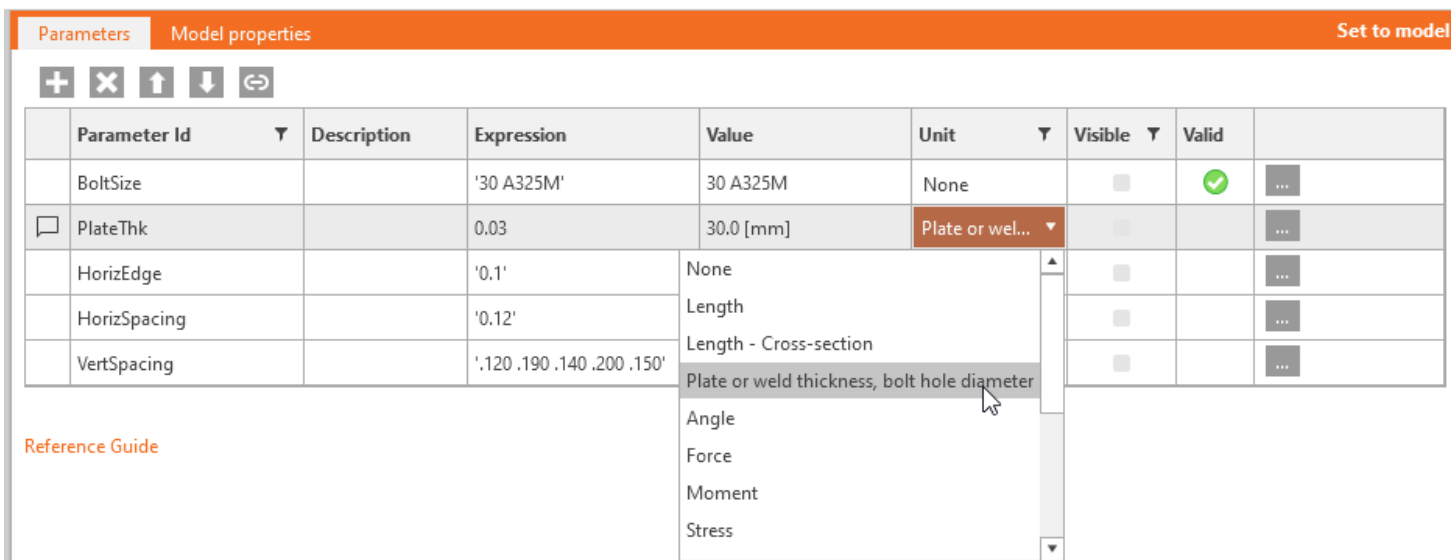 Parameters Model properties Set to model
Parameter Id Description Expression Value Unit Visible Valid
BoltSize '30 A325M' 30 A325M None ...
PlateThk 0.03 30.0 [mm] Plate or wel... ...
HorizEdge '0.1' ...
HorizSpacing '0.12' ...
VertSpacing '.120 .190 .140 .200 .150' ...
None
Length
Length - Cross-section
Plate or weld thickness, bolt hole diameter
Angle
Force
Moment
Stress
Reference Guide